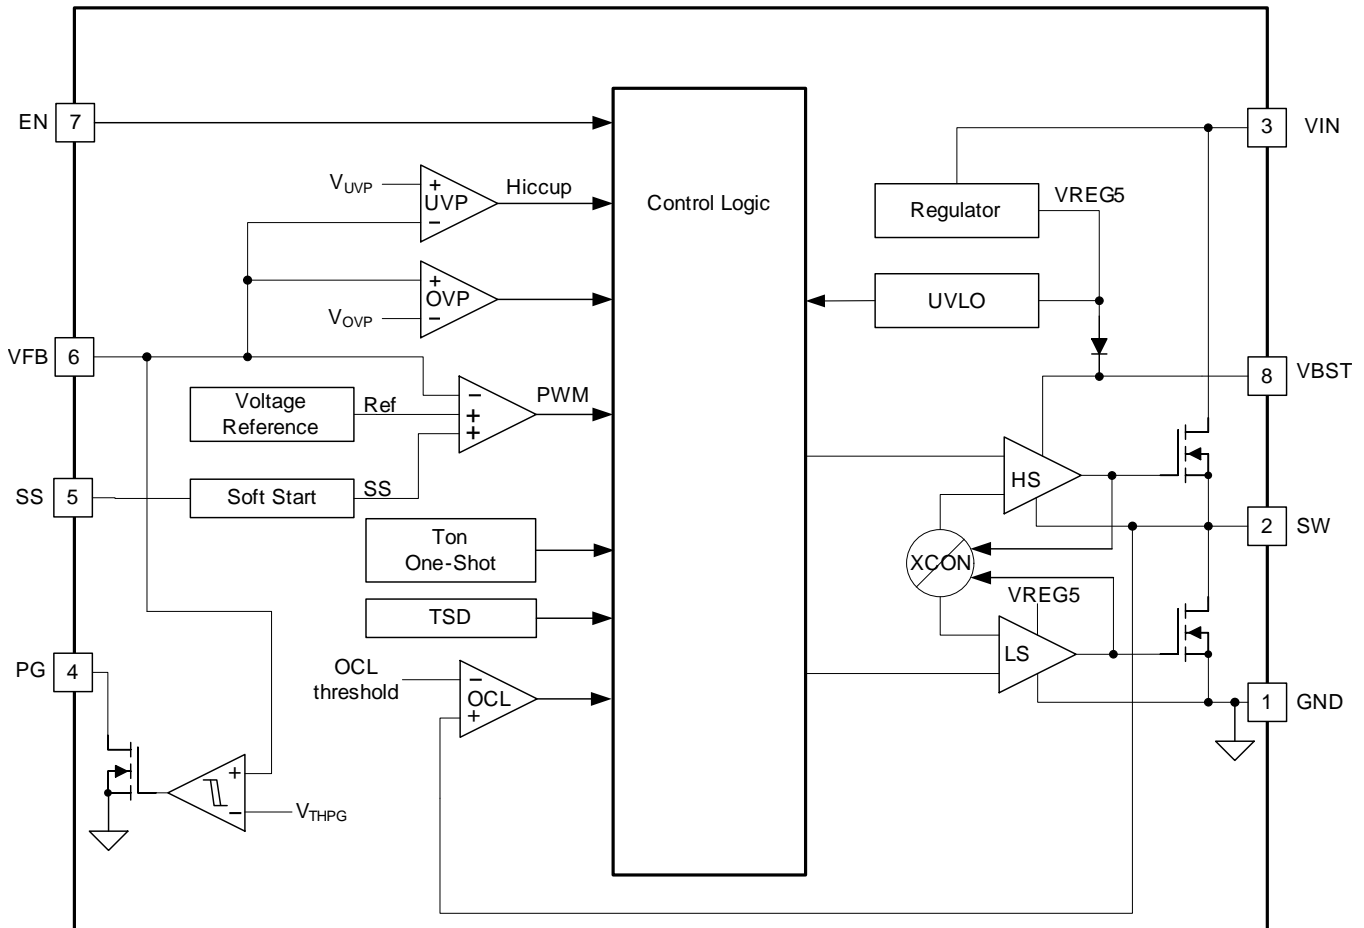 EN 7
3 VIN
VUVP
+
UVP
−
Hiccup
Control Logic
Regulator
VREG5
+
OVP
−
VOVP
UVLO
VFB 6
8 VBST
Voltage
Reference
Ref
−
+
+
PWM
SS 5
Soft Start
SS
HS
2 SW
Ton
One-Shot
XCON
TSD
VREG5
LS
PG 4
OCL
threshold
−
OCL
+
1 GND
+
−
VTHPG